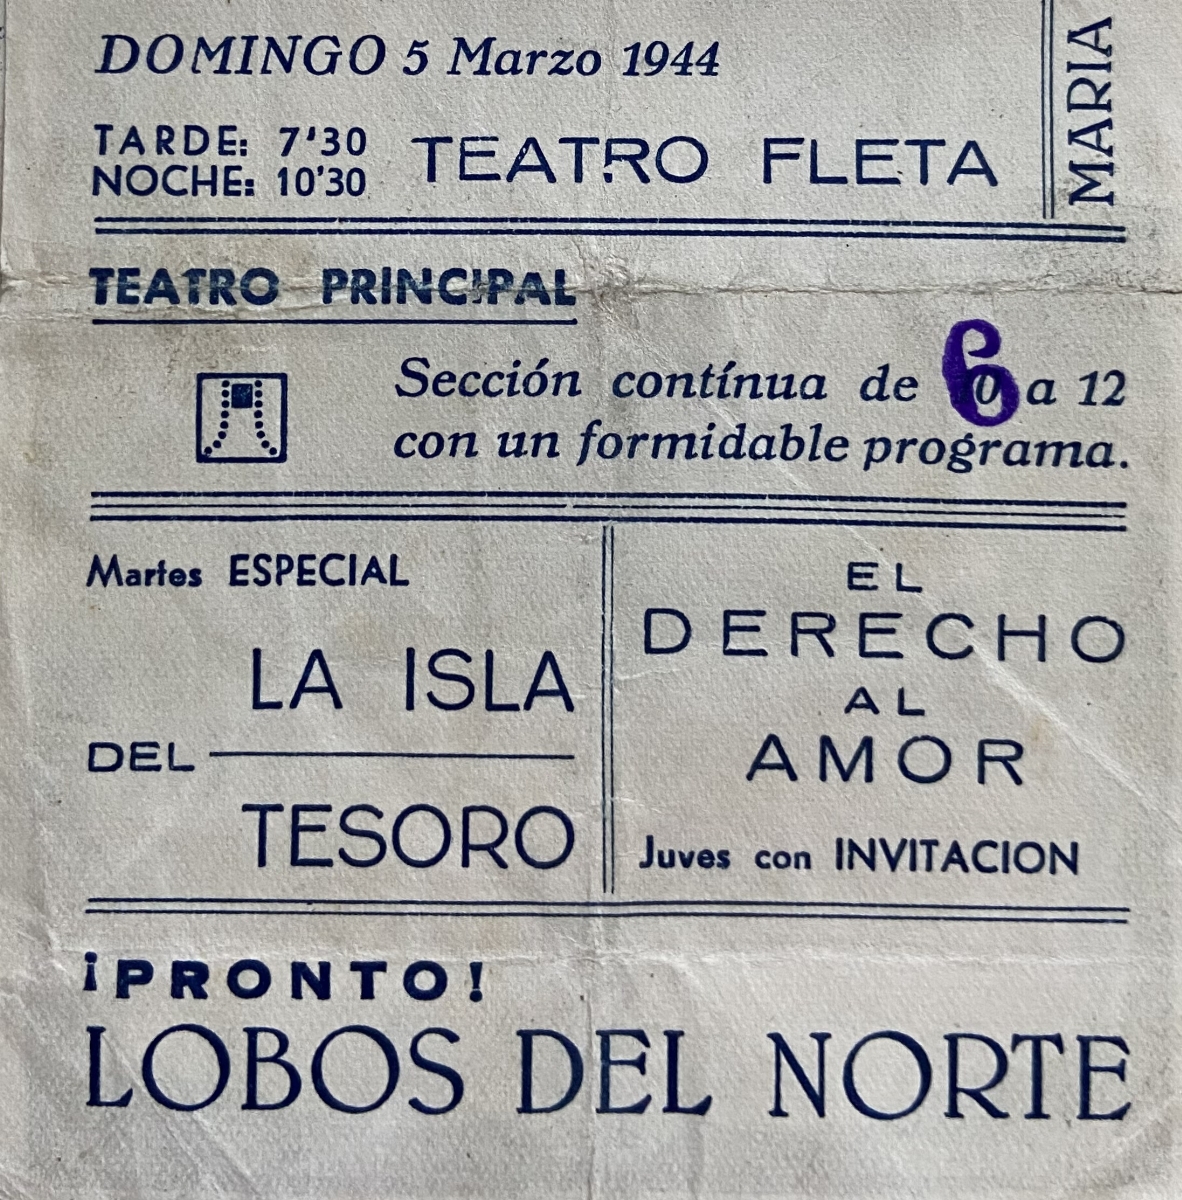 DOMINGO 5 Marzo 1944
TARDE: 7'30
NOCHE: 10'30
TEATRO FLETA
MARIA
TEATRO PRINCIPAL
Sección contínua de 6 a 12
con un formidable programa.
Martes ESPECIAL
LA ISLA
DEL
TESORO
EL
DERECHO
AL
AMOR
Juves con INVITACION
¡PRONTO!
LOBOS DEL NORTE